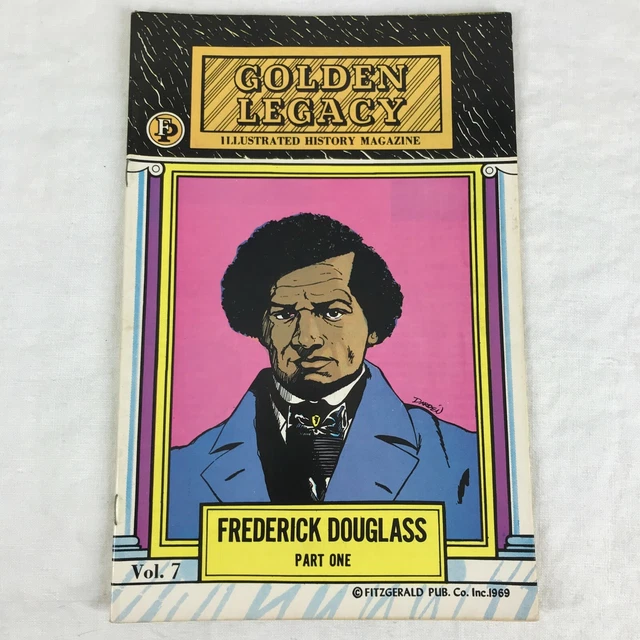 GOLDEN
LEGACY
ILLUSTRATED HISTORY MAGAZINE
FP
FREDERICK DOUGLASS
PART ONE
Vol. 7
© FITZGERALD PUB. Co. Inc. 1969